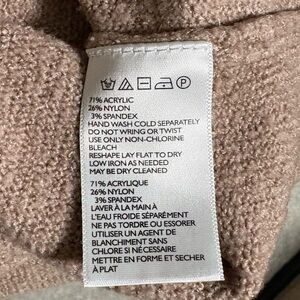 71% ACRYLIC
26% NYLON
3% SPANDEX
HAND WASH COLD SEPARATELY
DO NOT WRING OR TWIST
USE ONLY NON-CHLORINE
BLEACH
RESHAPE LAY FLAT TO DRY
LOW IRON AS NEEDED
MAY BE DRY CLEANED
71% ACRYLIQUE
26% NYLON
3% SPANDEX
LAVER À LA MAIN À
L'EAU FROIDE SÉPARÉMENT
NE PAS TORDRE OU ESSORER
UTILISER UN AGENT DE
BLANCHIMENT SANS
CHLORE SI NÉCESSAIRE
METTRE EN FORME ET SECHER
À PLAT